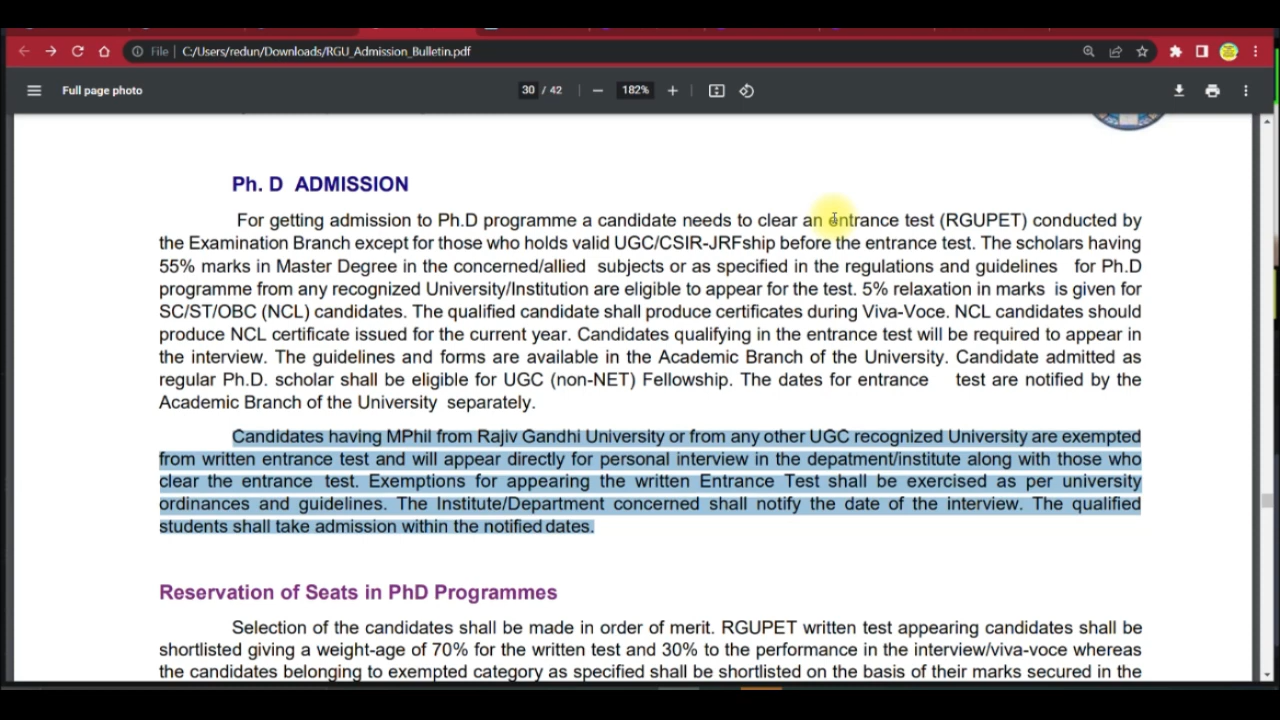 File | C:/Users/redun/Downloads/RGU_Admission_Bulletin.pdf
Full page photo
30 / 42
182%
Ph. D ADMISSION
For getting admission to Ph.D programme a candidate needs to clear an entrance test (RGUPET) conducted by
the Examination Branch except for those who holds valid UGC/CSIR-JRFship before the entrance test. The scholars having
55% marks in Master Degree in the concerned/allied subjects or as specified in the regulations and guidelines for Ph.D
programme from any recognized University/Institution are eligible to appear for the test. 5% relaxation in marks is given for
SC/ST/OBC (NCL) candidates. The qualified candidate shall produce certificates during Viva-Voce. NCL candidates should
produce NCL certificate issued for the current year. Candidates qualifying in the entrance test will be required to appear in
the interview. The guidelines and forms are available in the Academic Branch of the University. Candidate admitted as
regular Ph.D. scholar shall be eligible for UGC (non-NET) Fellowship. The dates for entrance test are notified by the
Academic Branch of the University separately.
Candidates having MPhil from Rajiv Gandhi University or from any other UGC recognized University are exempted
from written entrance test and will appear directly for personal interview in the depatment/institute along with those who
clear the entrance test. Exemptions for appearing the written Entrance Test shall be exercised as per university
ordinances and guidelines. The Institute/Department concerned shall notify the date of the interview. The qualified
students shall take admission within the notified dates.
Reservation of Seats in PhD Programmes
Selection of the candidates shall be made in order of merit. RGUPET written test appearing candidates shall be
shortlisted giving a weight-age of 70% for the written test and 30% to the performance in the interview/viva-voce whereas
the candidates belonging to exempted category as specified shall be shortlisted on the basis of their marks secured in the